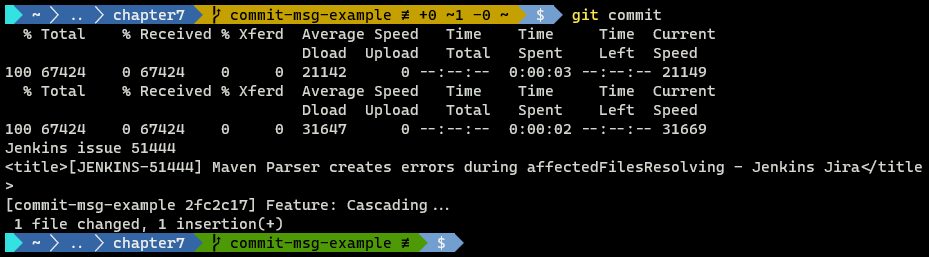 ~ > .. > chapter7 > commit-msg-example ≢ +0 ~1 -0 ~ $ git commit
% Total % Received % Xferd Average Speed Time Time Time Current
Dload Upload Total Spent Left Speed
100 67424 0 67424 0 0 21142 0 --:--:-- 0:00:03 --:--:-- 21149
% Total % Received % Xferd Average Speed Time Time Time Current
Dload Upload Total Spent Left Speed
100 67424 0 67424 0 0 31647 0 --:--:-- 0:00:02 --:--:-- 31669
Jenkins issue 51444
<title>[JENKINS-51444] Maven Parser creates errors during affectedFilesResolving - Jenkins Jira</title
>
[commit-msg-example 2fc2c17] Feature: Cascading...
1 file changed, 1 insertion(+)
~ > .. > chapter7 > commit-msg-example ≢ $